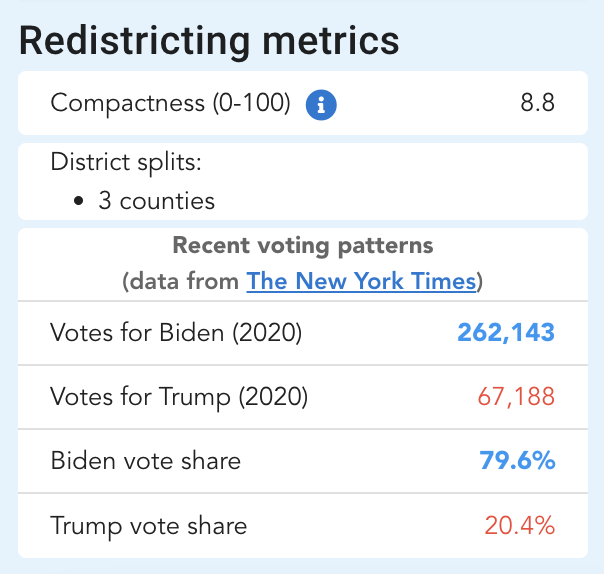 Redistricting metrics
Compactness (0-100) i 8.8
District splits:
• 3 counties
Recent voting patterns
(data from The New York Times)
Votes for Biden (2020) 262,143
Votes for Trump (2020) 67,188
Biden vote share 79.6%
Trump vote share 20.4%